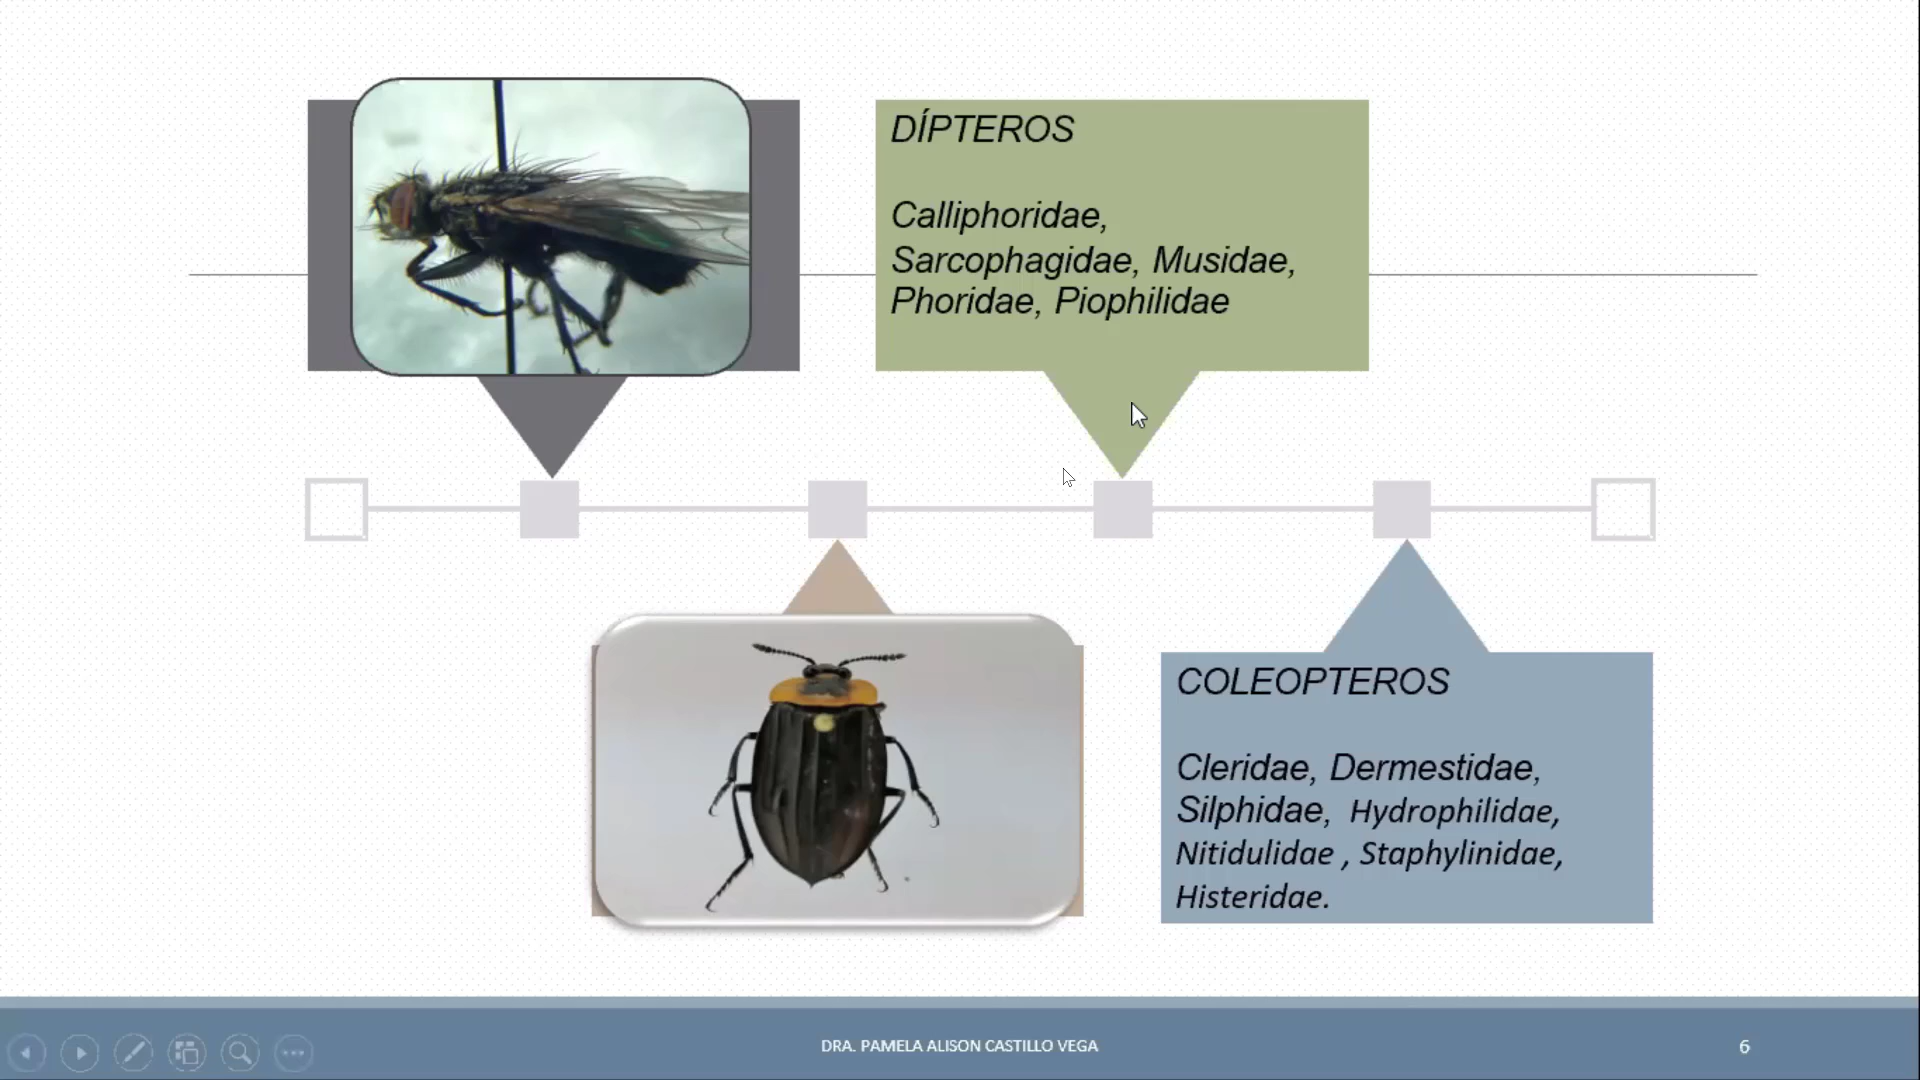 DÍPTEROS
Calliphoridae,
Sarcophagidae, Musidae,
Phoridae, Piophilidae
COLEOPTEROS
Cleridae, Dermestidae,
Silphidae, Hydrophilidae,
Nitidulidae , Staphylinidae,
Histeridae.
DRA. PAMELA ALISON CASTILLO VEGA
6